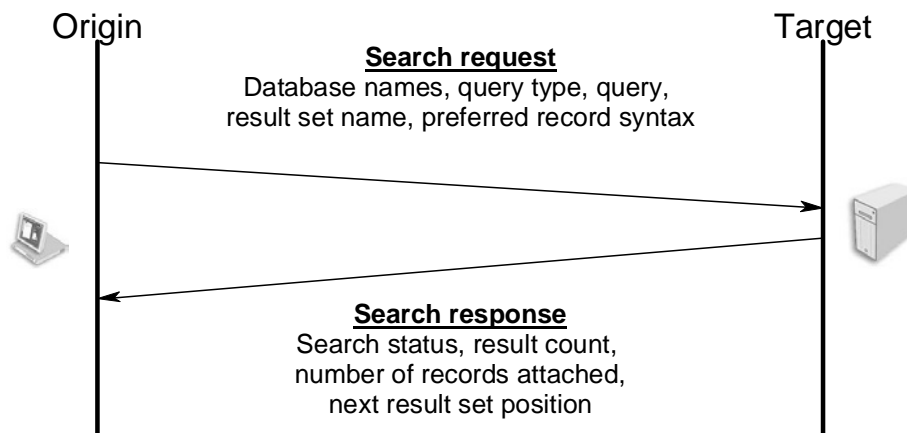 Origin
Target
Search request
Database names, query type, query,
result set name, preferred record syntax
Search response
Search status, result count,
number of records attached,
next result set position